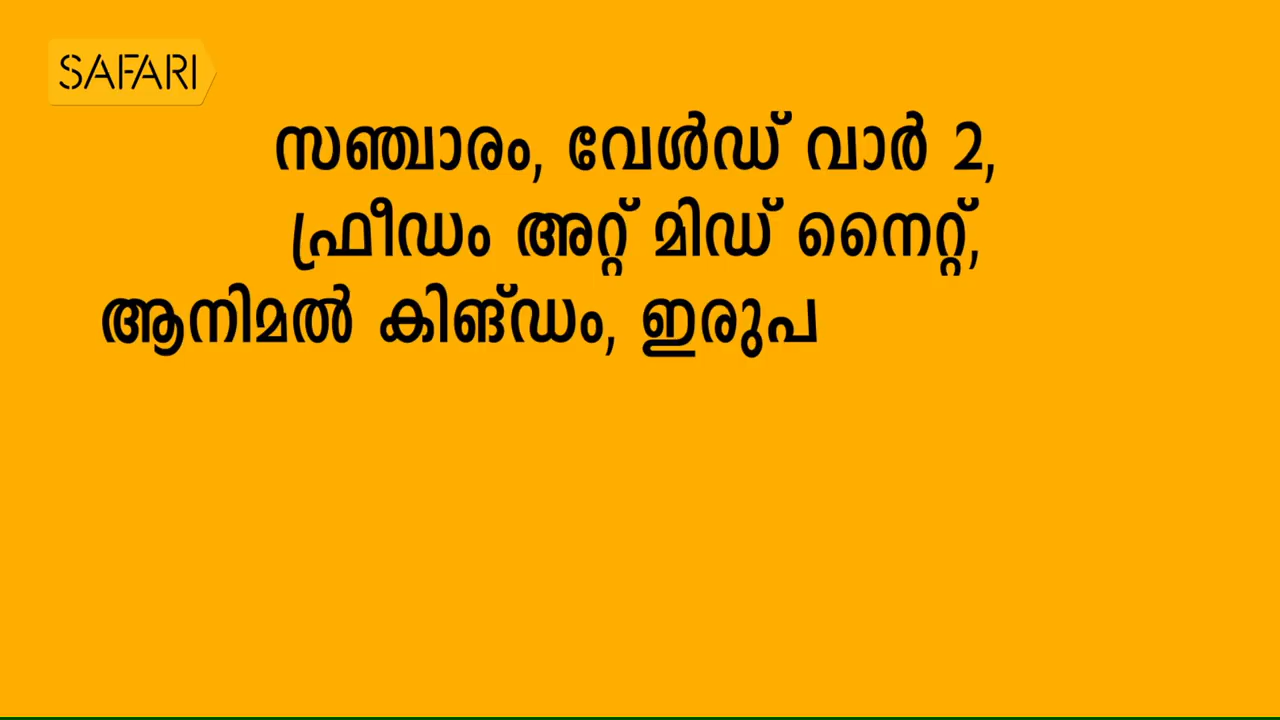 SAFARI
സഞ്ചാരം, വേൾഡ് വാർ 2,
ഫ്രീഡം അറ്റ് മിഡ് നൈറ്റ്,
ആനിമൽ കിങ്ഡം, ഇരുപ